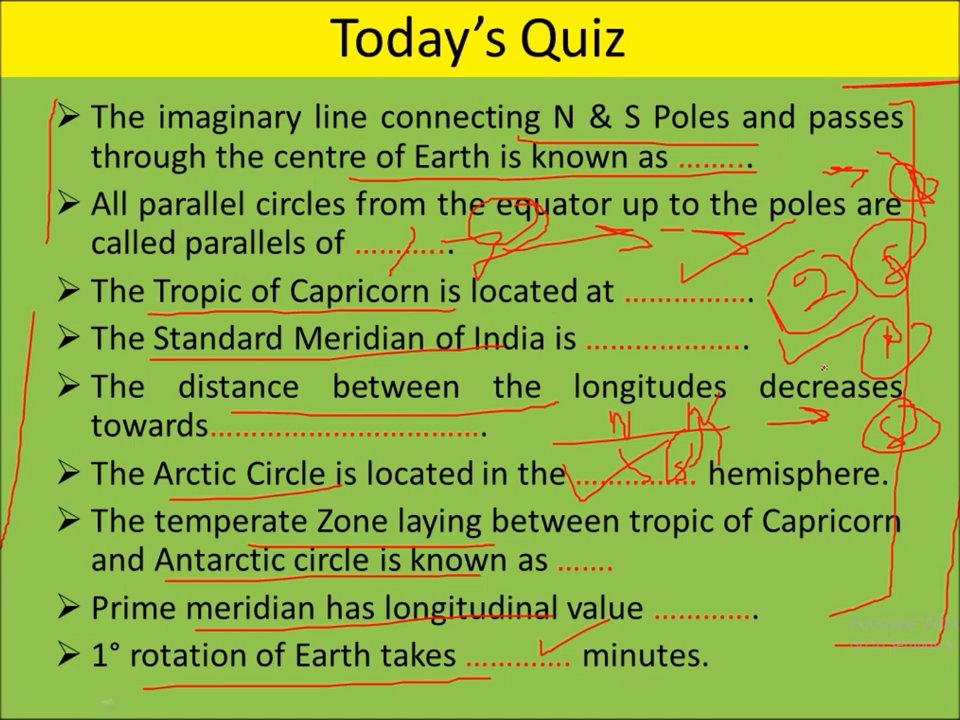 Today's Quiz
➢ The imaginary line connecting N & S Poles and passes
through the centre of Earth is known as ……...
➢ All parallel circles from the equator up to the poles are
called parallels of ………...
➢ The Tropic of Capricorn is located at …………….
➢ The Standard Meridian of India is ……………….
➢ The distance between the longitudes decreases
towards…………………………….
➢ The Arctic Circle is located in the ………….. hemisphere.
➢ The temperate Zone laying between tropic of Capricorn
and Antarctic circle is known as …….
➢ Prime meridian has longitudinal value ………….
➢ 1° rotation of Earth takes …………. minutes.